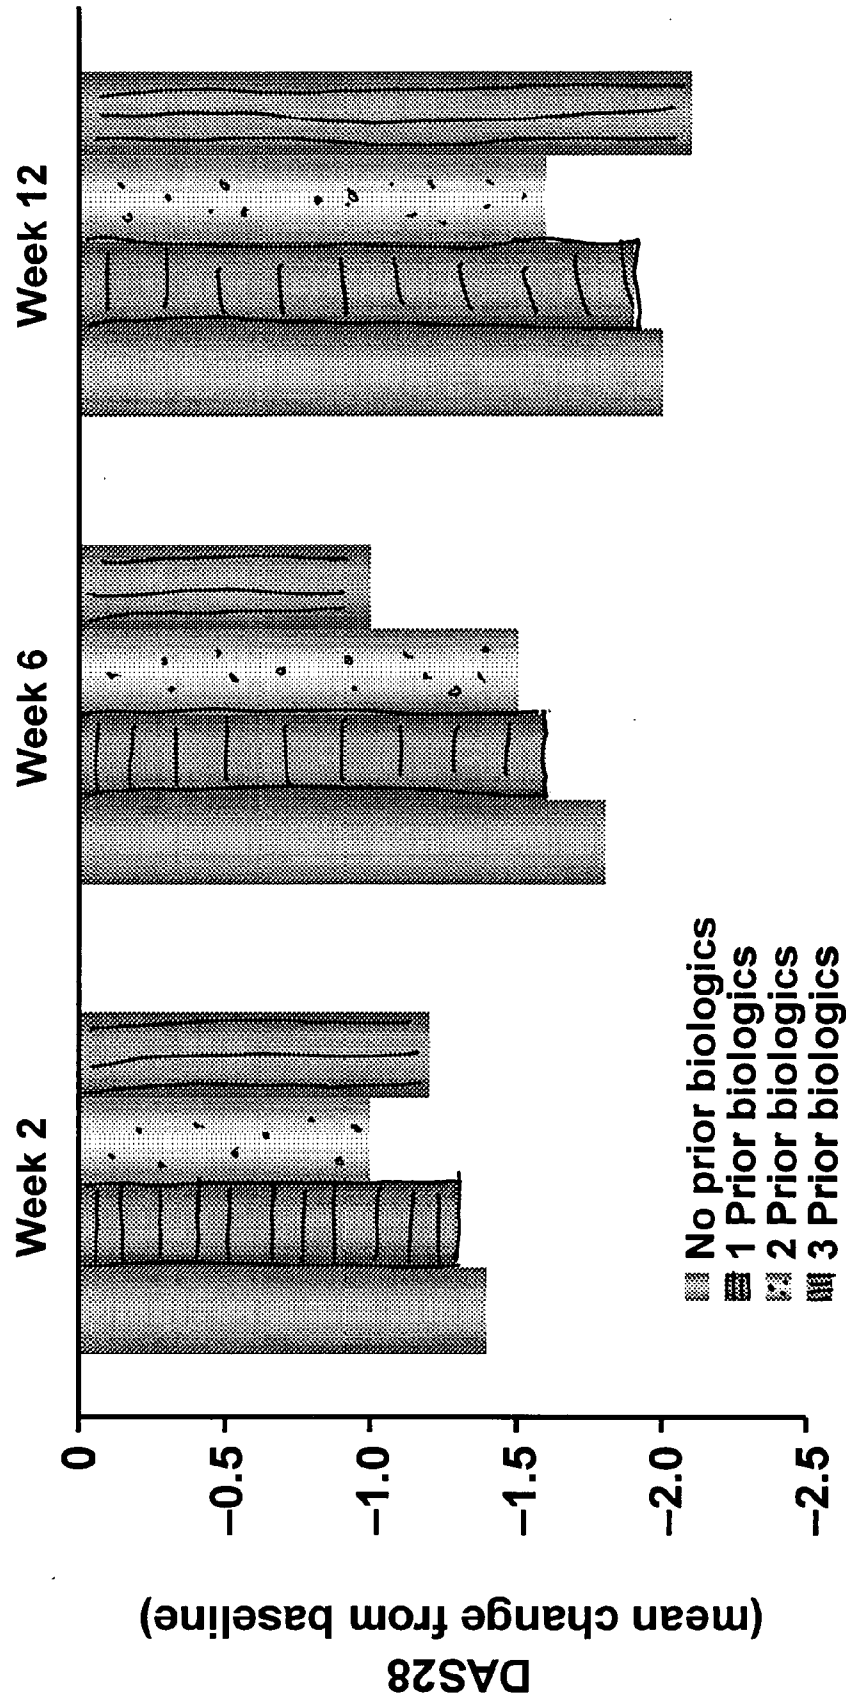 Week 2
Week 6
Week 12
0
−0.5
−1.0
−1.5
−2.0
−2.5
DAS28
(mean change from baseline)
No prior biologics
1 Prior biologics
2 Prior biologics
3 Prior biologics